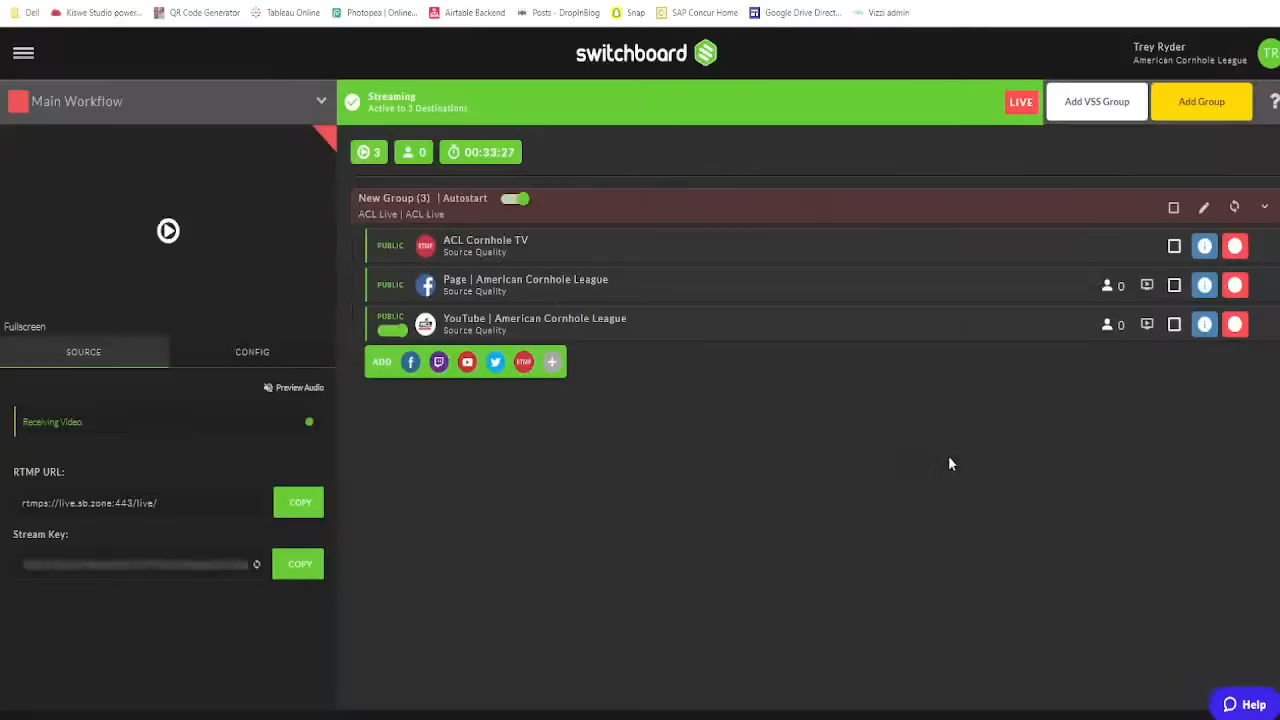 Dell
Kiswe Studio power...
QR Code Generator
Tableau Online
Photopea | Online...
Airtable Backend
Posts - DropInBlog
Snap
SAP Concur Home
Google Drive Direct...
Vizzi admin
switchboard
Trey Ryder
American Cornhole League
TR
Main Workflow
Streaming
Active to 3 Destinations
LIVE
Add VSS Group
Add Group
?
3
0
00:33:27
New Group (3) | Autostart
ACL Live | ACL Live
PUBLIC
RTMP
ACL Cornhole TV
Source Quality
PUBLIC
Page | American Cornhole League
Source Quality
0
PUBLIC
YouTube | American Cornhole League
Source Quality
0
ADD
RTMP
Fullscreen
SOURCE
CONFIG
Preview Audio
Receiving Video
RTMP URL:
rtmps://live.sb.zone:443/live/
COPY
Stream Key:
COPY
Help